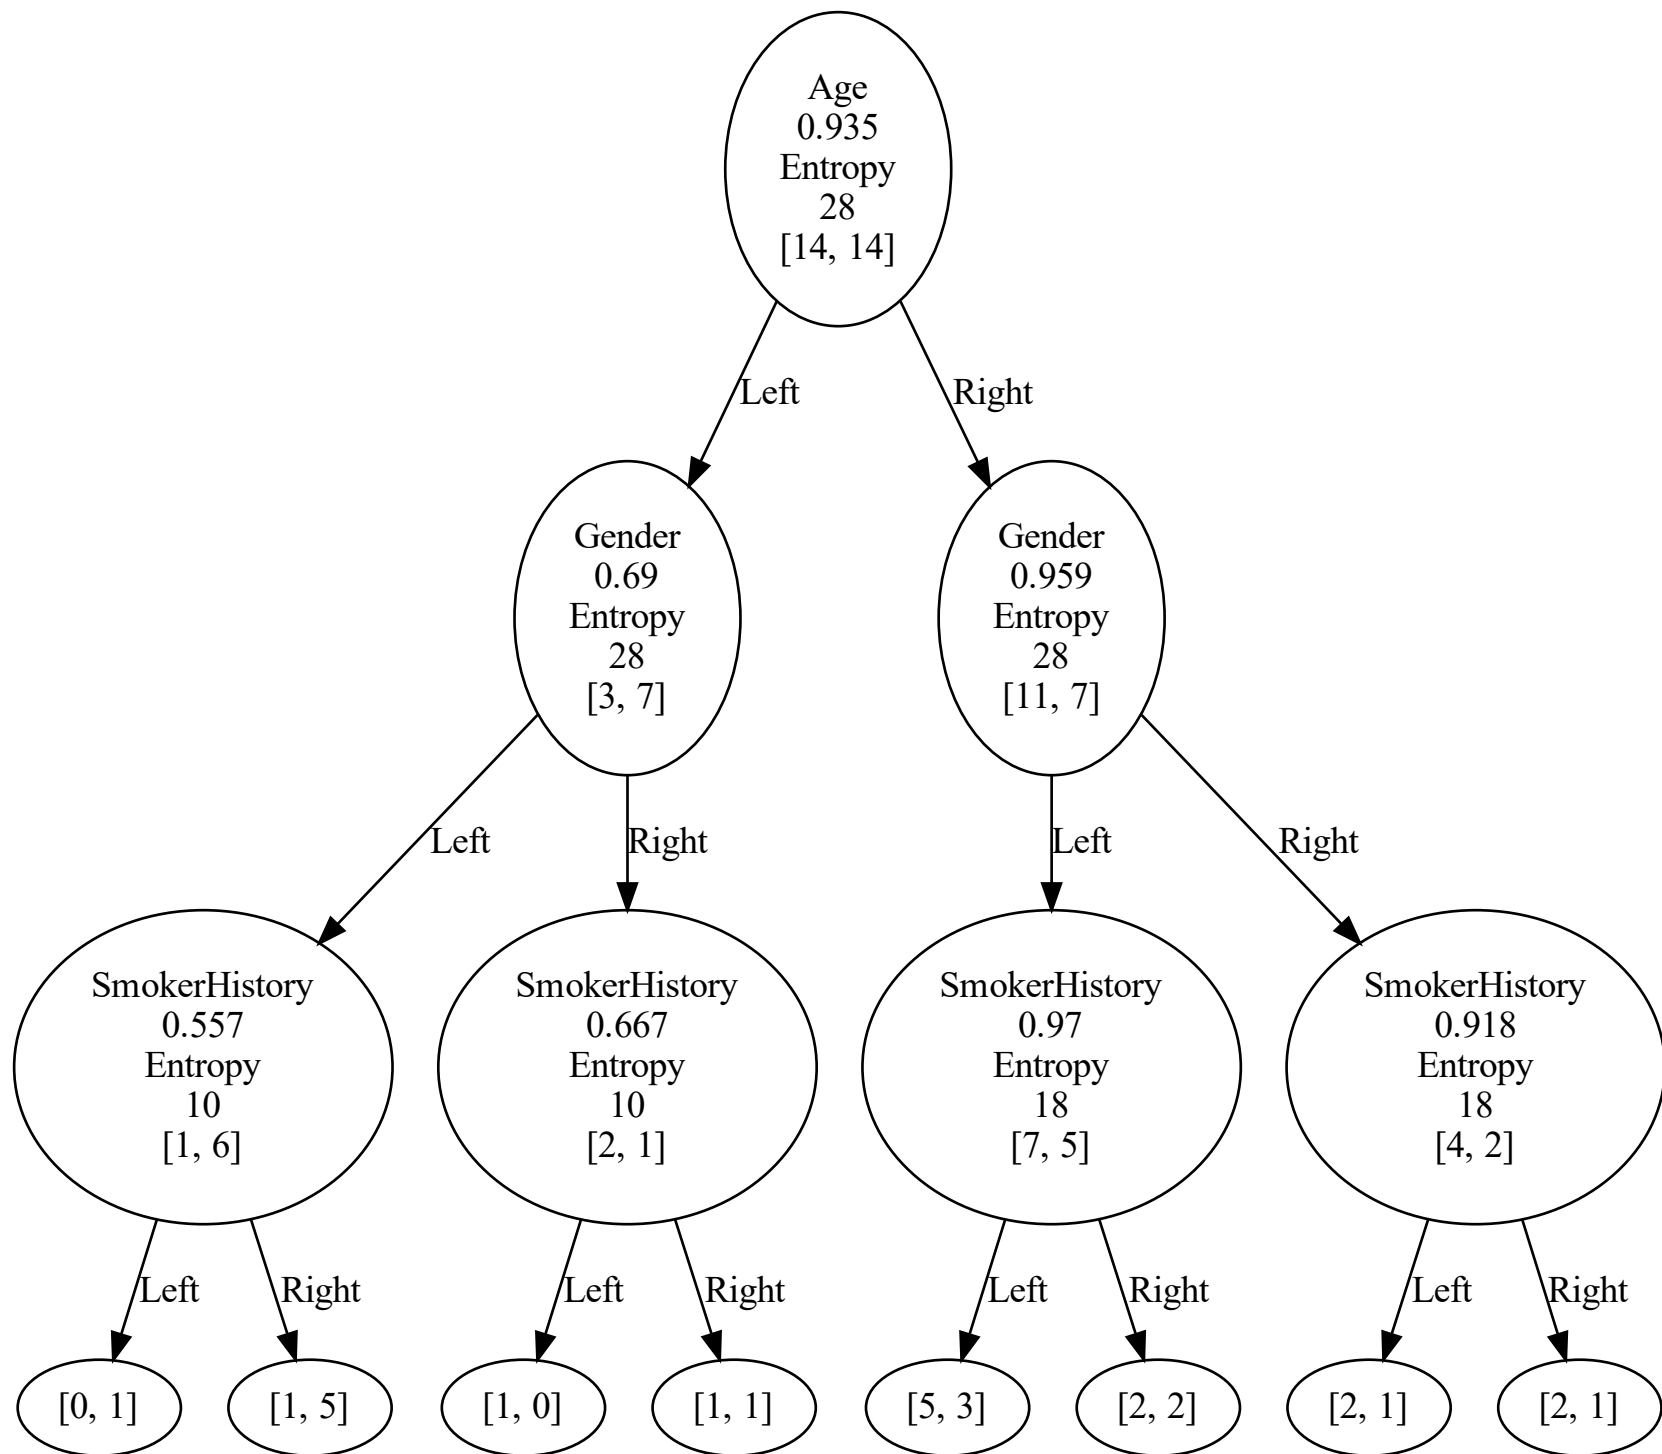 Age
0.935
Entropy
28
[14, 14]
Left
Right
Gender
0.69
Entropy
28
[3, 7]
Gender
0.959
Entropy
28
[11, 7]
Left
Right
Left
Right
SmokerHistory
0.557
Entropy
10
[1, 6]
SmokerHistory
0.667
Entropy
10
[2, 1]
SmokerHistory
0.97
Entropy
18
[7, 5]
SmokerHistory
0.918
Entropy
18
[4, 2]
Left
Right
Left
Right
Left
Right
Left
Right
[0, 1]
[1, 5]
[1, 0]
[1, 1]
[5, 3]
[2, 2]
[2, 1]
[2, 1]